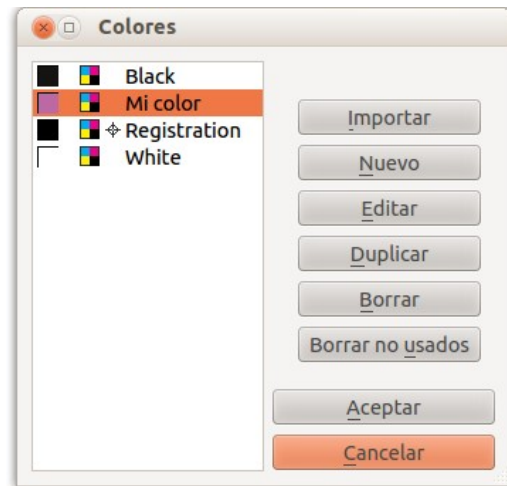 Colores
Black
Mi color
Registration
White
Importar
Nuevo
Editar
Duplicar
Borrar
Borrar no usados
Aceptar
Cancelar